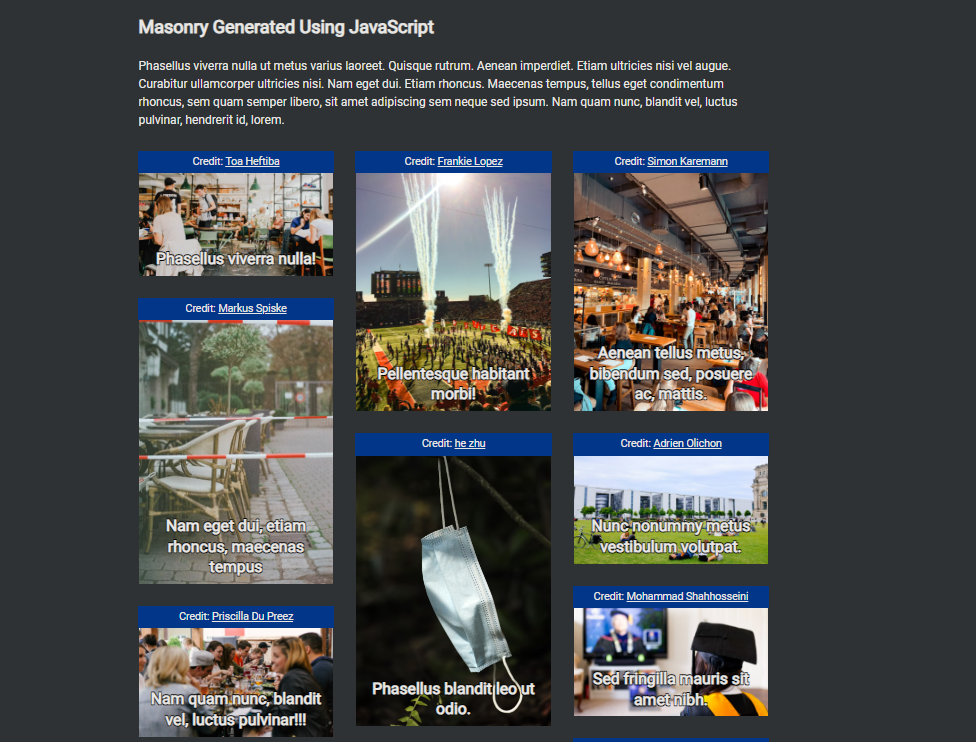 Masonry Generated Using JavaScript
Phasellus viverra nulla ut metus varius laoreet. Quisque rutrum. Aenean imperdiet. Etiam ultricies nisi vel augue.
Curabitur ullamcorper ultricies nisi. Nam eget dui. Etiam rhoncus. Maecenas tempus, tellus eget condimentum
rhoncus, sem quam semper libero, sit amet adipiscing sem neque sed ipsum. Nam quam nunc, blandit vel, luctus
pulvinar, hendrerit id, lorem.
Credit: Toa Heftiba
Phasellus viverra nulla!
Credit: Markus Spiske
Nam eget dui, etiam
rhoncus, maecenas
tempus
Credit: Priscilla Du Preez
Nam quam nunc, blandit
vel, luctus pulvinar!!!
Credit: Frankie Lopez
Pellentesque habitant
morbi!
Credit: he zhu
Phasellus blandit leo ut
odio.
Credit: Simon Karemann
Aenean tellus metus,
bibendum sed, posuere
ac, mattis.
Credit: Adrien Olichon
Nunc nonummy metus
vestibulum volutpat.
Credit: Mohammad Shahhosseini
Sed fringilla mauris sit
amet nibh.